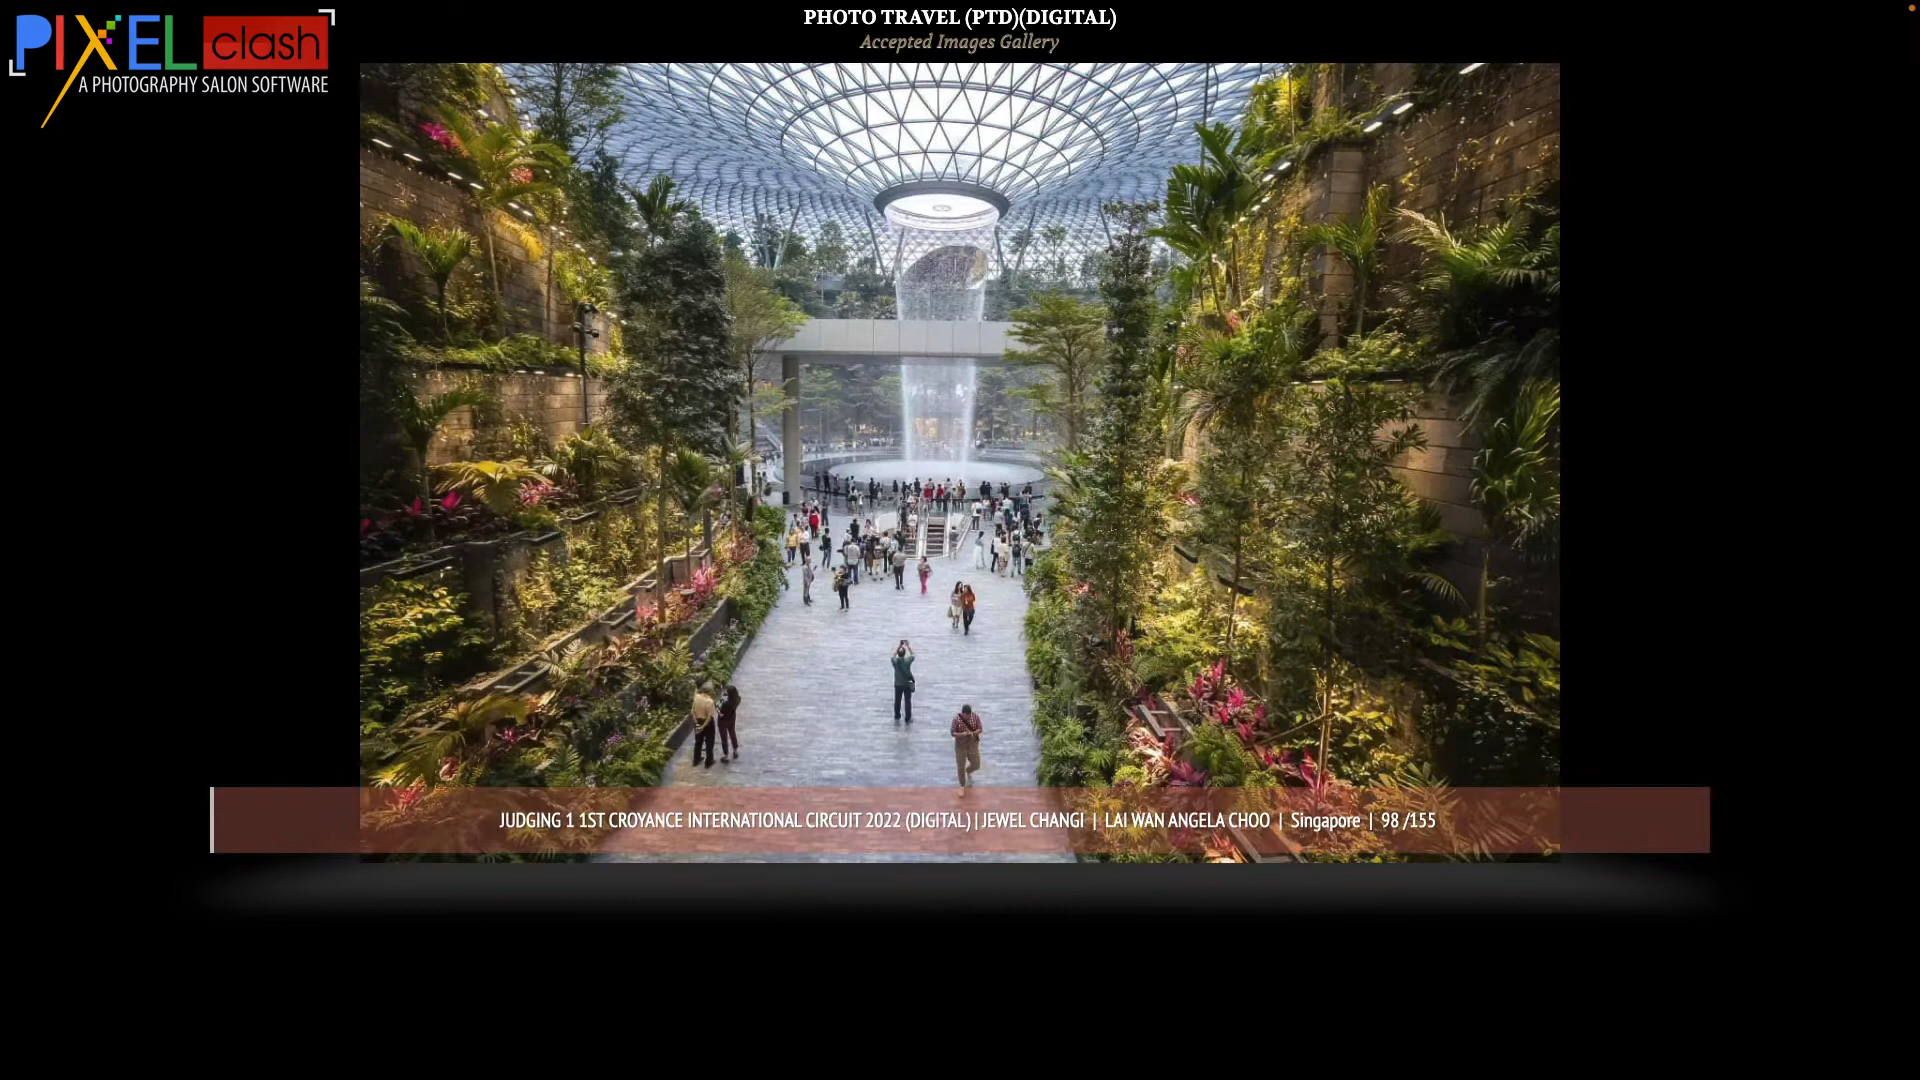 PIXEL clash
A PHOTOGRAPHY SALON SOFTWARE
PHOTO TRAVEL (PTD)(DIGITAL)
Accepted Images Gallery
JUDGING 1 1ST CROYANCE INTERNATIONAL CIRCUIT 2022 (DIGITAL) | JEWEL CHANGI | LAI WAN ANGELA CHOO | Singapore | 98 /155